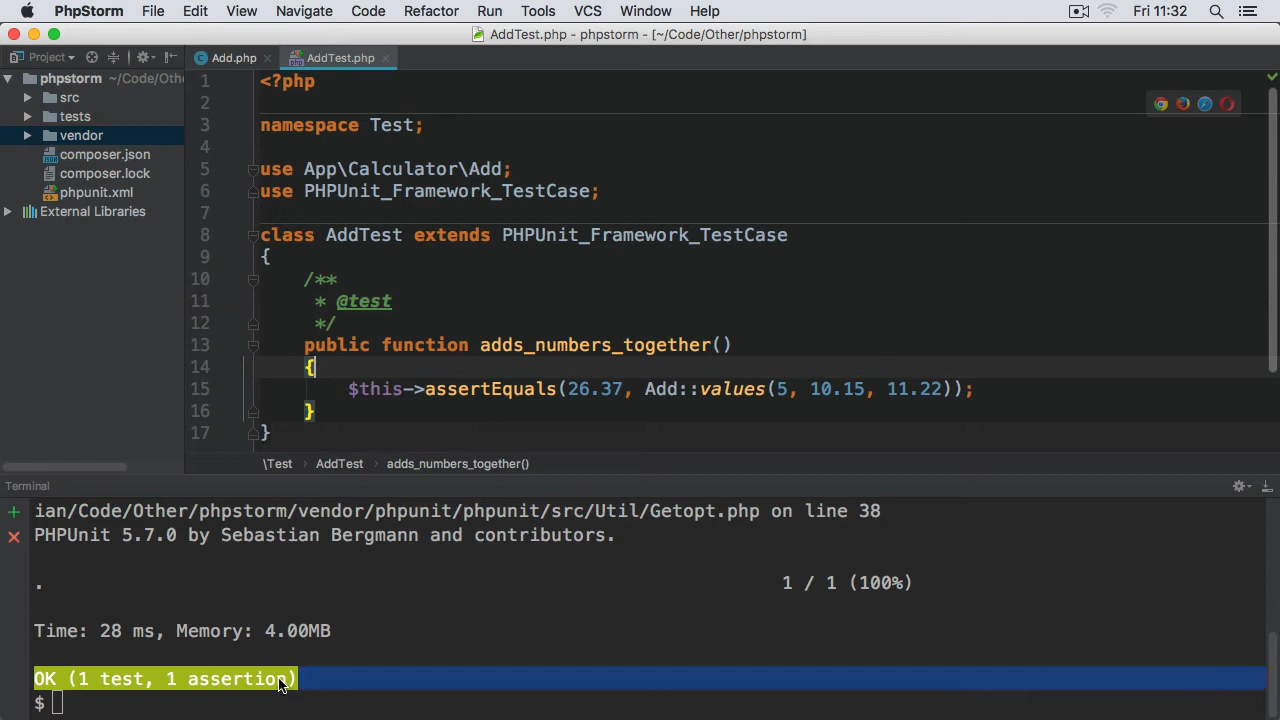 PhpStorm File Edit View Navigate Code Refactor Run Tools VCS Window Help Fri 11:32
AddTest.php - phpstorm - [~/Code/Other/phpstorm]
Project
Add.php AddTest.php
phpstorm ~/Code/Othe
src
tests
vendor
composer.json
composer.lock
phpunit.xml
External Libraries
1 <?php
2
3 namespace Test;
4
5 use App\Calculator\Add;
6 use PHPUnit_Framework_TestCase;
7
8 class AddTest extends PHPUnit_Framework_TestCase
9 {
10 /**
11 * @test
12 */
13 public function adds_numbers_together()
14 {
15 $this->assertEquals(26.37, Add::values(5, 10.15, 11.22));
16 }
17 }
\Test AddTest adds_numbers_together()
Terminal
ian/Code/Other/phpstorm/vendor/phpunit/phpunit/src/Util/Getopt.php on line 38
PHPUnit 5.7.0 by Sebastian Bergmann and contributors.
. 1 / 1 (100%)
Time: 28 ms, Memory: 4.00MB
OK (1 test, 1 assertion)
$